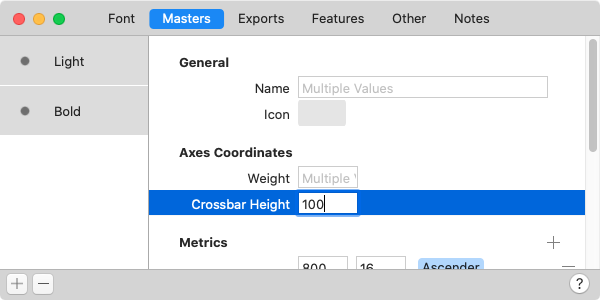 Font Masters Exports Features Other Notes
Light
Bold
General
Name Multiple Values
Icon
Axes Coordinates
Weight Multiple
Crossbar Height 100
Metrics +
800 16 Ascender
+ − ?